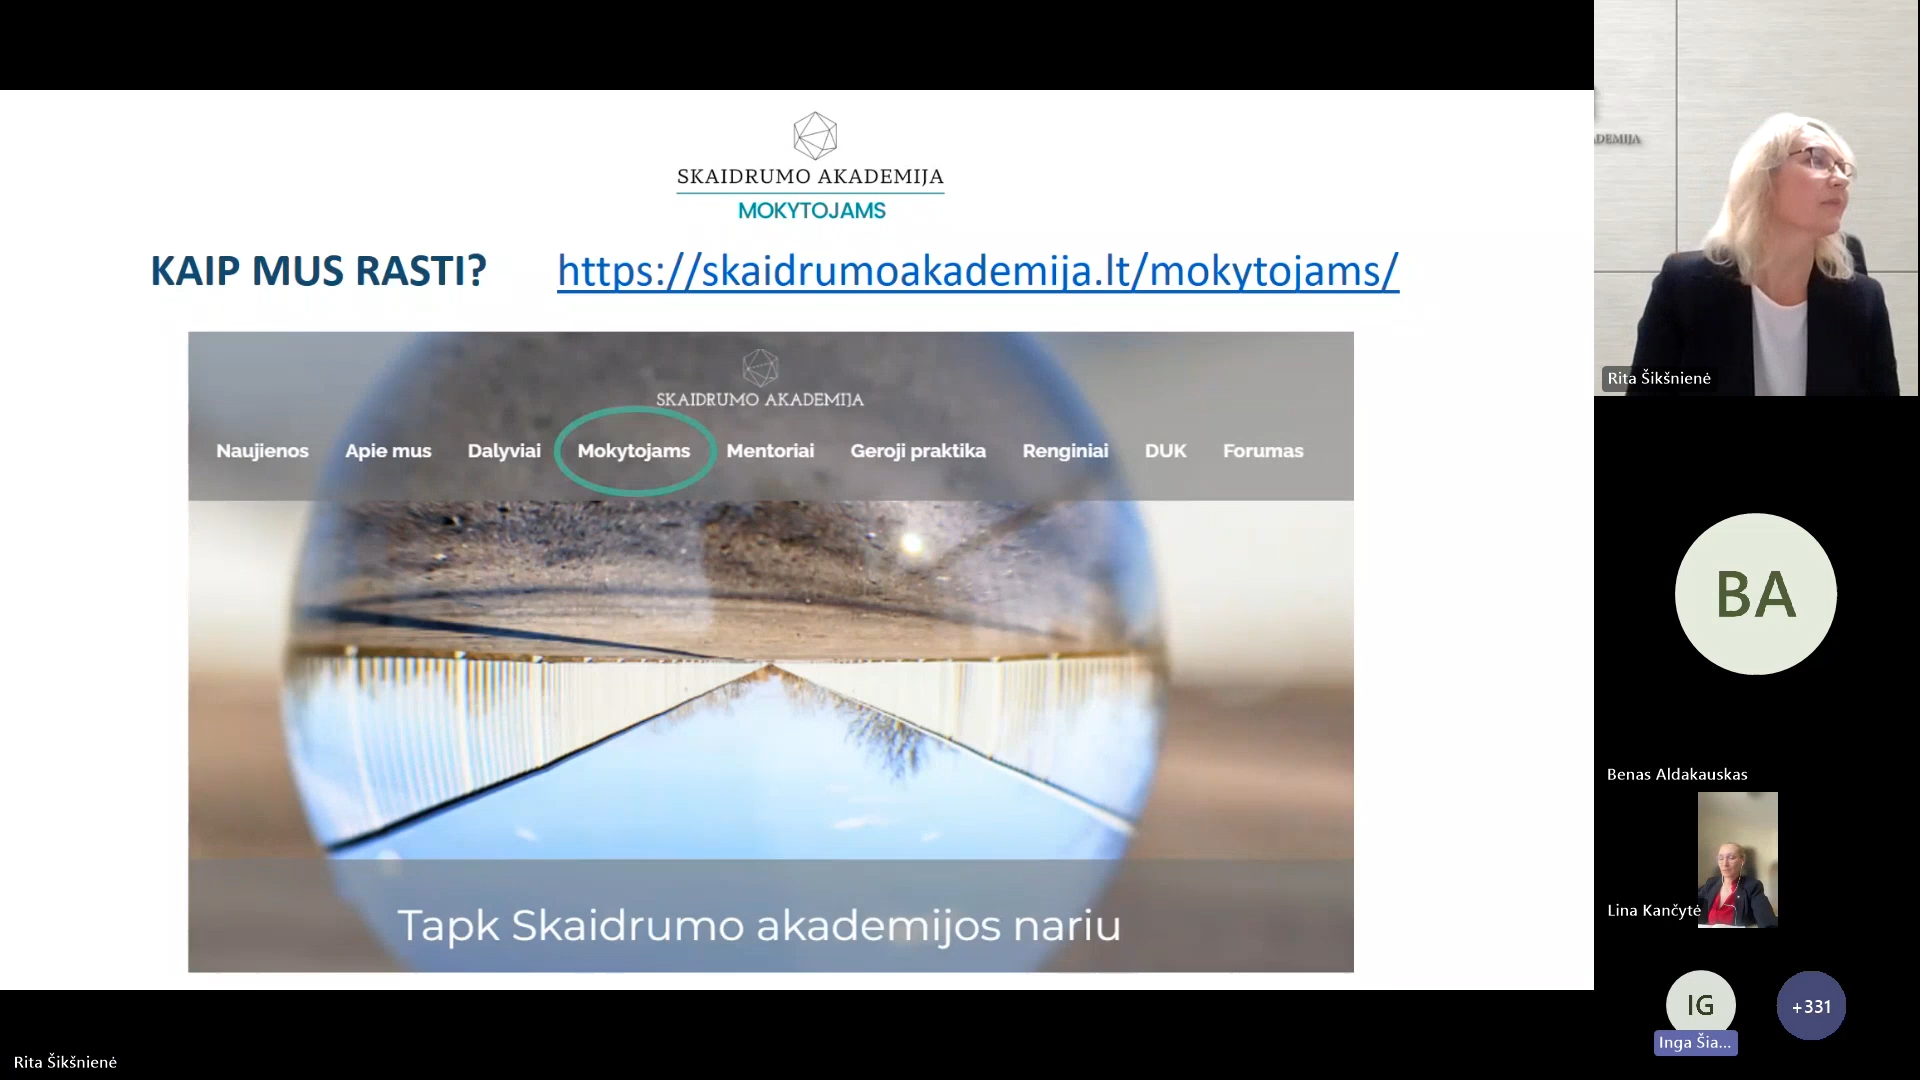 SKAIDRUMO AKADEMIJA
MOKYTOJAMS
KAIP MUS RASTI? https://skaidrumoakademija.lt/mokytojams/
SKAIDRUMO AKADEMIJA
Naujienos Apie mus Dalyviai Mokytojams Mentoriai Geroji praktika Renginiai DUK Forumas
Tapk Skaidrumo akademijos nariu
Rita Šikšnienė
DEMIJA
Rita Šikšnienė
BA
Benas Aldakauskas
Lina Kančytė
IG
+331
Inga Šia...